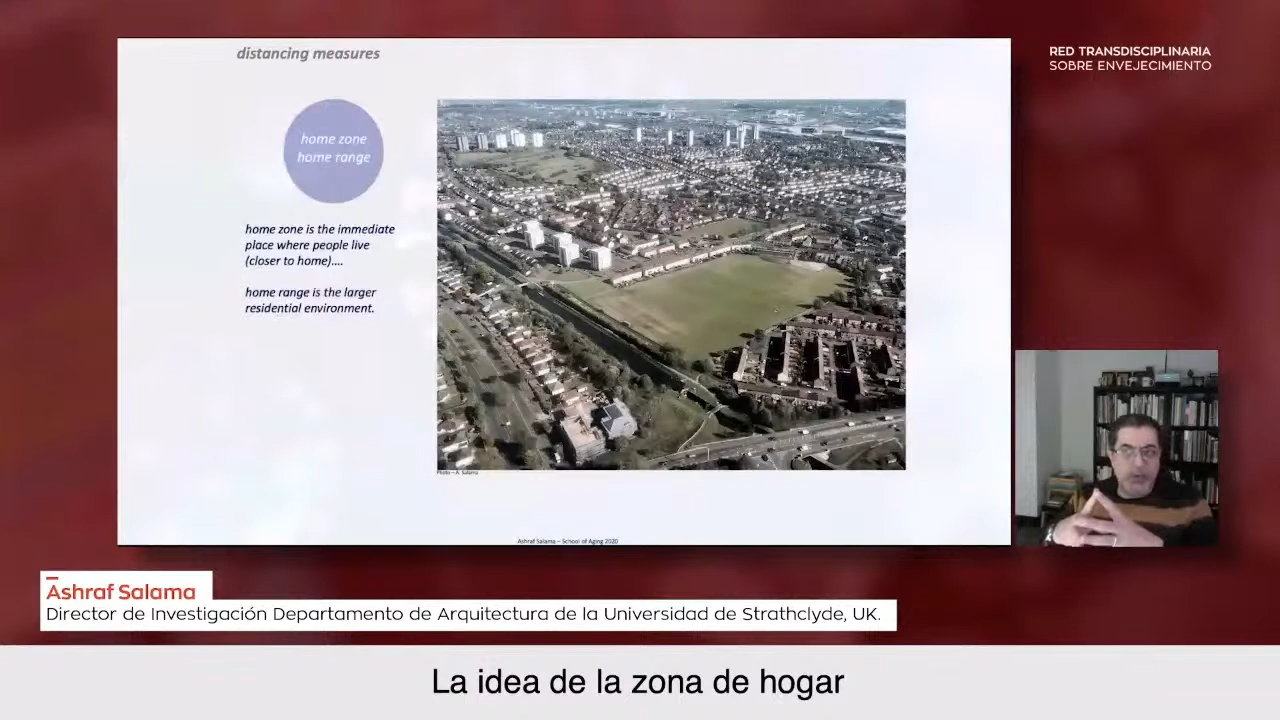 distancing measures
RED TRANSDISCIPLINARIA
SOBRE ENVEJECIMIENTO
home zone
home range
home zone is the immediate
place where people live
(closer to home)....
home range is the larger
residential environment.
Photo – A. Salama
Ashraf Salama – School of Aging 2020
Ashraf Salama
Director de Investigación Departamento de Arquitectura de la Universidad de Strathclyde, UK.
La idea de la zona de hogar